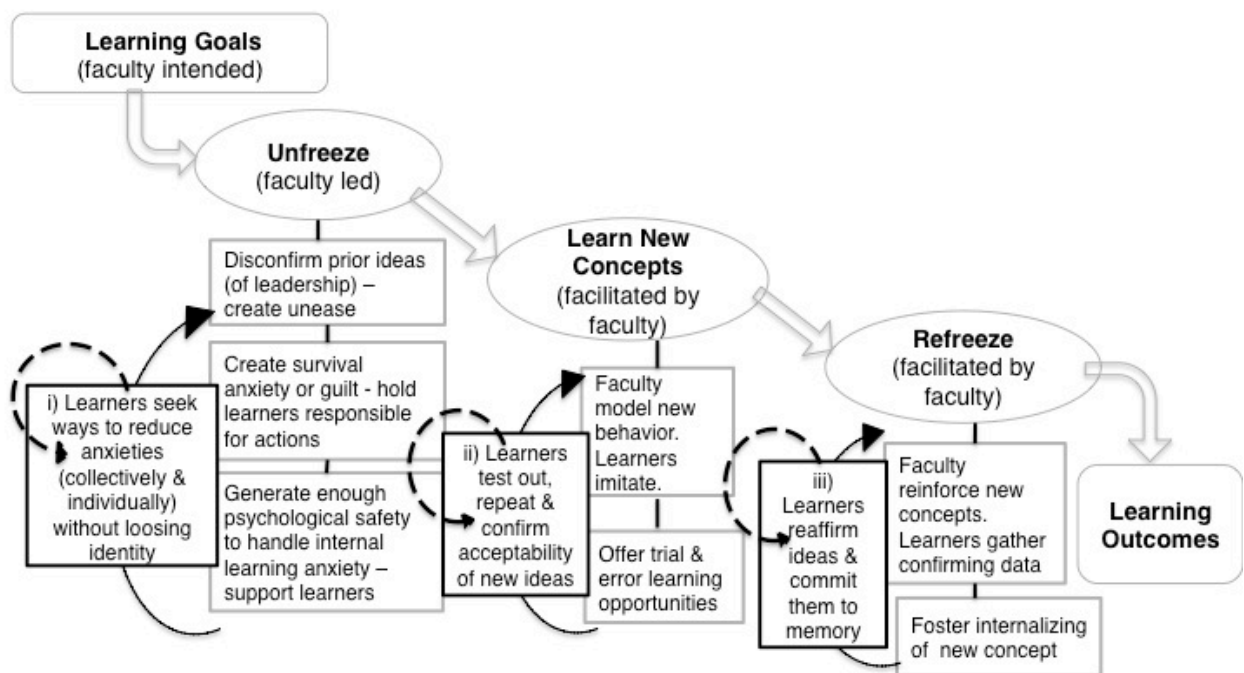 Learning Goals
(faculty intended)
Unfreeze
(faculty led)
Disconfirm prior ideas
(of leadership) –
create unease
Create survival
anxiety or guilt - hold
learners responsible
for actions
Generate enough
psychological safety
to handle internal
learning anxiety –
support learners
i) Learners seek
ways to reduce
anxieties
(collectively &
individually)
without loosing
identity
Learn New
Concepts
(facilitated by
faculty)
Faculty
model new
behavior.
Learners
imitate.
Offer trial &
error learning
opportunities
ii) Learners
test out,
repeat &
confirm
acceptability
of new ideas
Refreeze
(facilitated by
faculty)
Faculty
reinforce new
concepts.
Learners gather
confirming data
Foster internalizing
of new concept
iii)
Learners
reaffirm
ideas &
commit
them to
memory
Learning
Outcomes